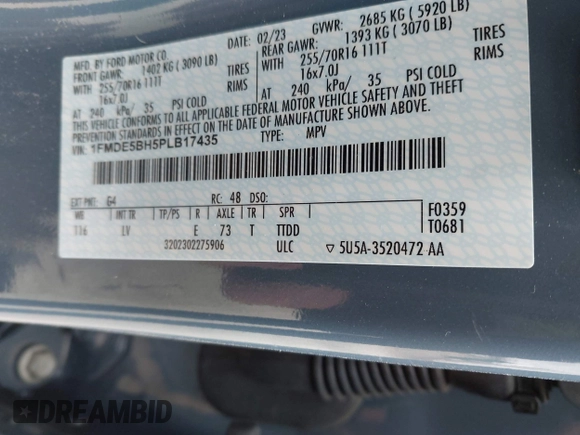 MFD. BY FORD MOTOR CO. 02/23 GVWR: 2685 KG ( 5920 LB)
FRONT GAWR: 1402 KG ( 3090 LB) REAR GAWR: 1393 KG ( 3070 LB)
WITH 255/70R16 111T TIRES WITH 255/70R16 111T TIRES
16x7.0J RIMS 16x7.0J RIMS
AT 240 kPa/ 35 PSI COLD AT 240 kPa/ 35 PSI COLD
THIS VEHICLE CONFORMS TO ALL APPLICABLE FEDERAL MOTOR VEHICLE SAFETY AND THEFT
PREVENTION STANDARDS IN EFFECT ON THE DATE OF MANUFACTURE SHOWN ABOVE.
VIN: 1FMDE5BH5PLB17435 TYPE: MPV
EXT PNT: G4 RC: 48 DSO: F0359
WB INT TR TP/PS R AXLE TR SPR T0681
T16 LV E 73 T TTDD
3202302275906 ULC ▽ 5U5A-3520472 AA
DREAMBID